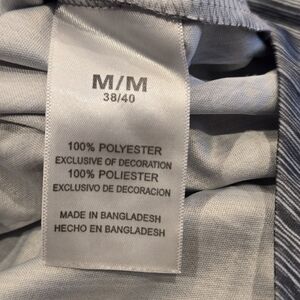 M/M
38/40
100% POLYESTER
EXCLUSIVE OF DECORATION
100% POLIESTER
EXCLUSIVO DE DECORACION
MADE IN BANGLADESH
HECHO EN BANGLADESH